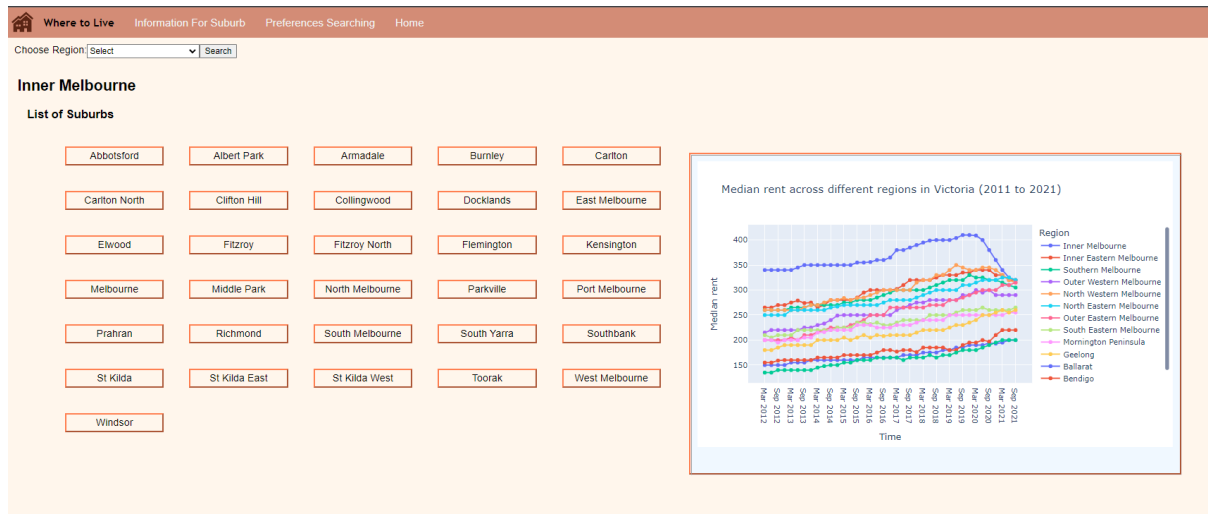 Where to Live Information For Suburb Preferences Searching Home
Choose Region: Select Search
Inner Melbourne
List of Suburbs
Abbotsford Albert Park Armadale Burnley Carlton
Carlton North Clifton Hill Collingwood Docklands East Melbourne
Elwood Fitzroy Fitzroy North Flemington Kensington
Melbourne Middle Park North Melbourne Parkville Port Melbourne
Prahran Richmond South Melbourne South Yarra Southbank
St Kilda St Kilda East St Kilda West Toorak West Melbourne
Windsor
Median rent across different regions in Victoria (2011 to 2021)
Median rent
400
350
300
250
200
150
Mar 2012
Sep 2012
Mar 2013
Sep 2013
Mar 2014
Sep 2014
Mar 2015
Sep 2015
Mar 2016
Sep 2016
Mar 2017
Sep 2017
Mar 2018
Sep 2018
Mar 2019
Sep 2019
Mar 2020
Sep 2020
Mar 2021
Sep 2021
Time
Region
Inner Melbourne
Inner Eastern Melbourne
Southern Melbourne
Outer Western Melbourne
North Western Melbourne
North Eastern Melbourne
Outer Eastern Melbourne
South Eastern Melbourne
Mornington Peninsula
Geelong
Ballarat
Bendigo